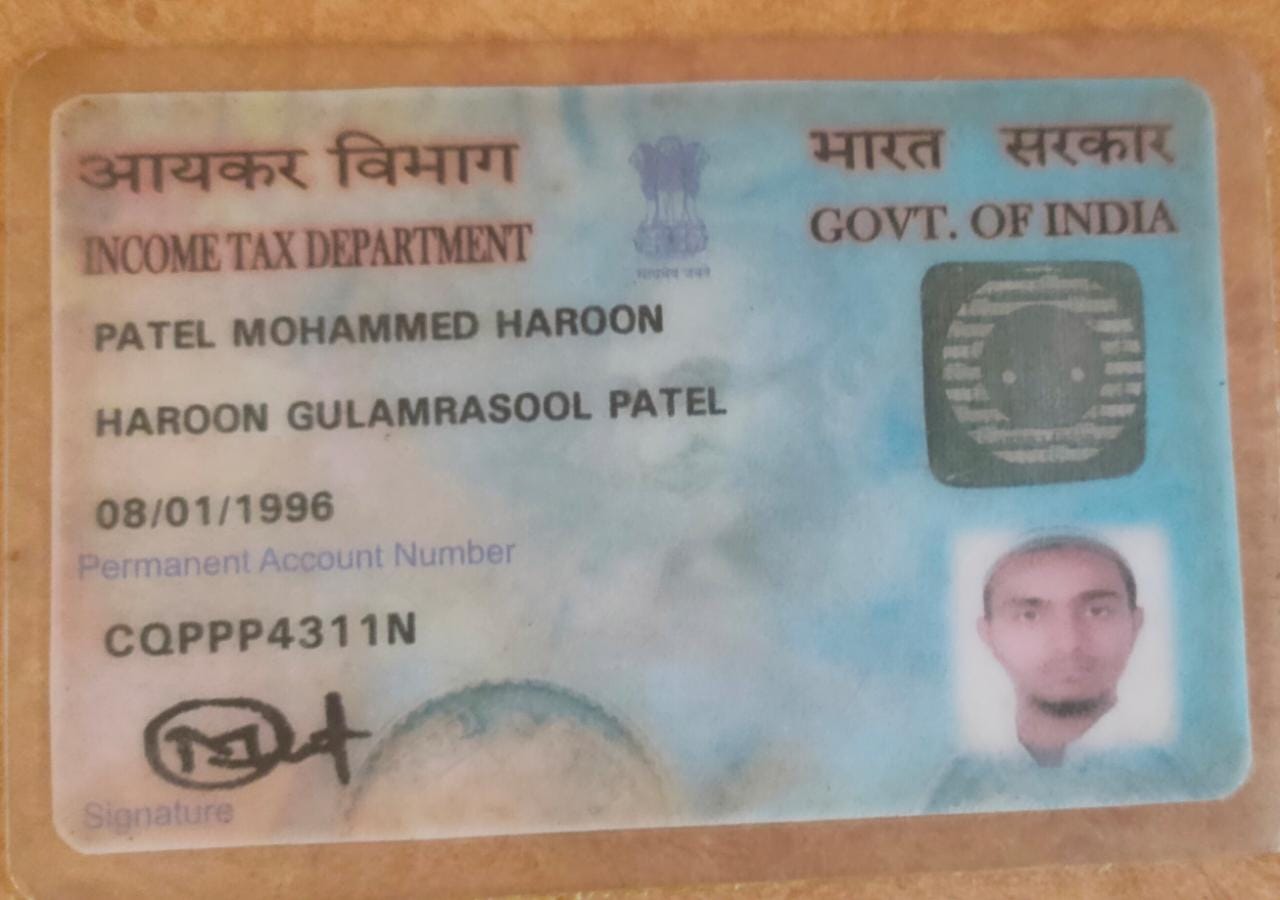 आयकर विभाग
भारत सरकार
INCOME TAX DEPARTMENT
GOVT. OF INDIA
सत्यमेव जयते
PATEL MOHAMMED HAROON
HAROON GULAMRASOOL PATEL
08/01/1996
Permanent Account Number
CQPPP4311N
Signature